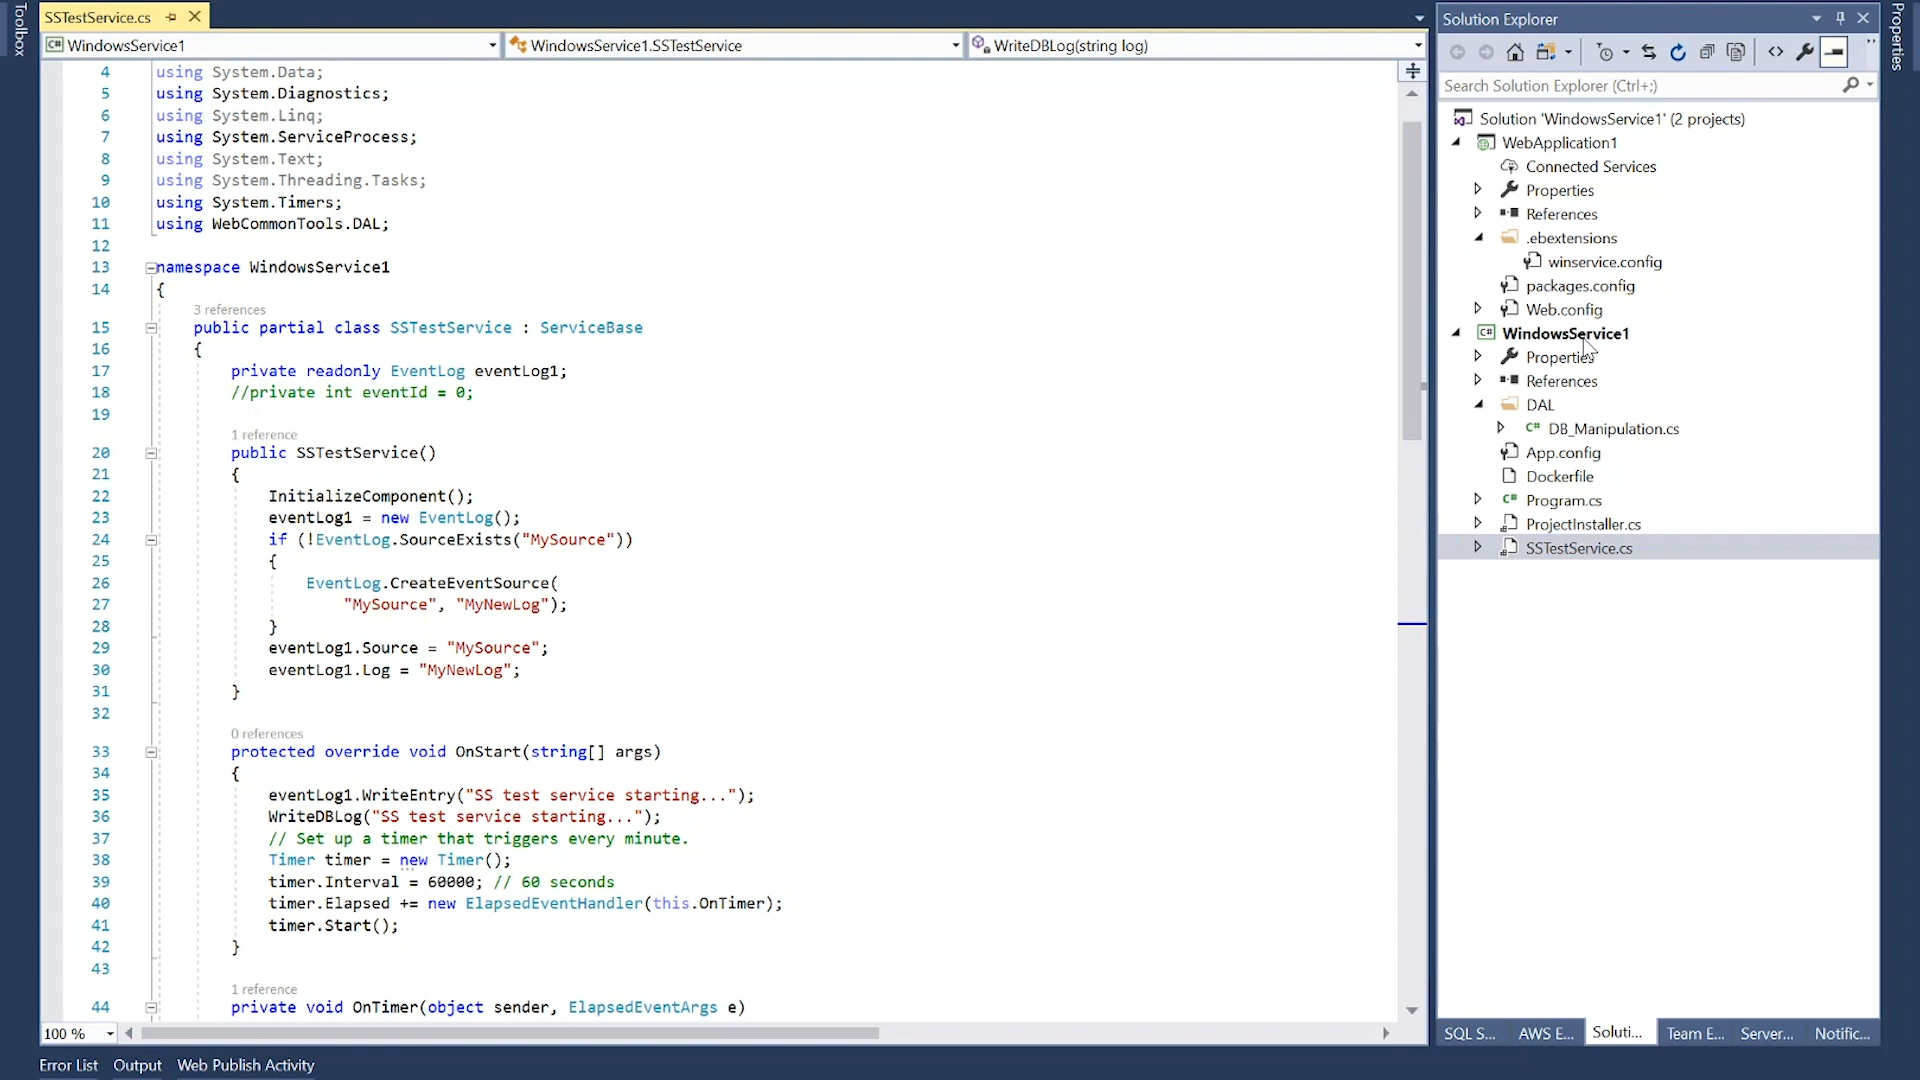 Toolbox
SSTestService.cs
WindowsService1
WindowsService1.SSTestService
WriteDBLog(string log)
4 using System.Data;
5 using System.Diagnostics;
6 using System.Linq;
7 using System.ServiceProcess;
8 using System.Text;
9 using System.Threading.Tasks;
10 using System.Timers;
11 using WebCommonTools.DAL;
12
13 namespace WindowsService1
14 {
3 references
15 public partial class SSTestService : ServiceBase
16 {
17 private readonly EventLog eventLog1;
18 //private int eventId = 0;
19
1 reference
20 public SSTestService()
21 {
22 InitializeComponent();
23 eventLog1 = new EventLog();
24 if (!EventLog.SourceExists("MySource"))
25 {
26 EventLog.CreateEventSource(
27 "MySource", "MyNewLog");
28 }
29 eventLog1.Source = "MySource";
30 eventLog1.Log = "MyNewLog";
31 }
32
0 references
33 protected override void OnStart(string[] args)
34 {
35 eventLog1.WriteEntry("SS test service starting...");
36 WriteDBLog("SS test service starting...");
37 // Set up a timer that triggers every minute.
38 Timer timer = new Timer();
39 timer.Interval = 60000; // 60 seconds
40 timer.Elapsed += new ElapsedEventHandler(this.OnTimer);
41 timer.Start();
42 }
43
1 reference
44 private void OnTimer(object sender, ElapsedEventArgs e)
100 %
Error List Output Web Publish Activity
Solution Explorer
Search Solution Explorer (Ctrl+;)
Solution 'WindowsService1' (2 projects)
WebApplication1
Connected Services
Properties
References
.ebextensions
winservice.config
packages.config
Web.config
C# WindowsService1
Properties
References
DAL
C# DB_Manipulation.cs
App.config
Dockerfile
C# Program.cs
ProjectInstaller.cs
SSTestService.cs
SQL S... AWS E... Soluti... Team E... Server... Notific...
Properties